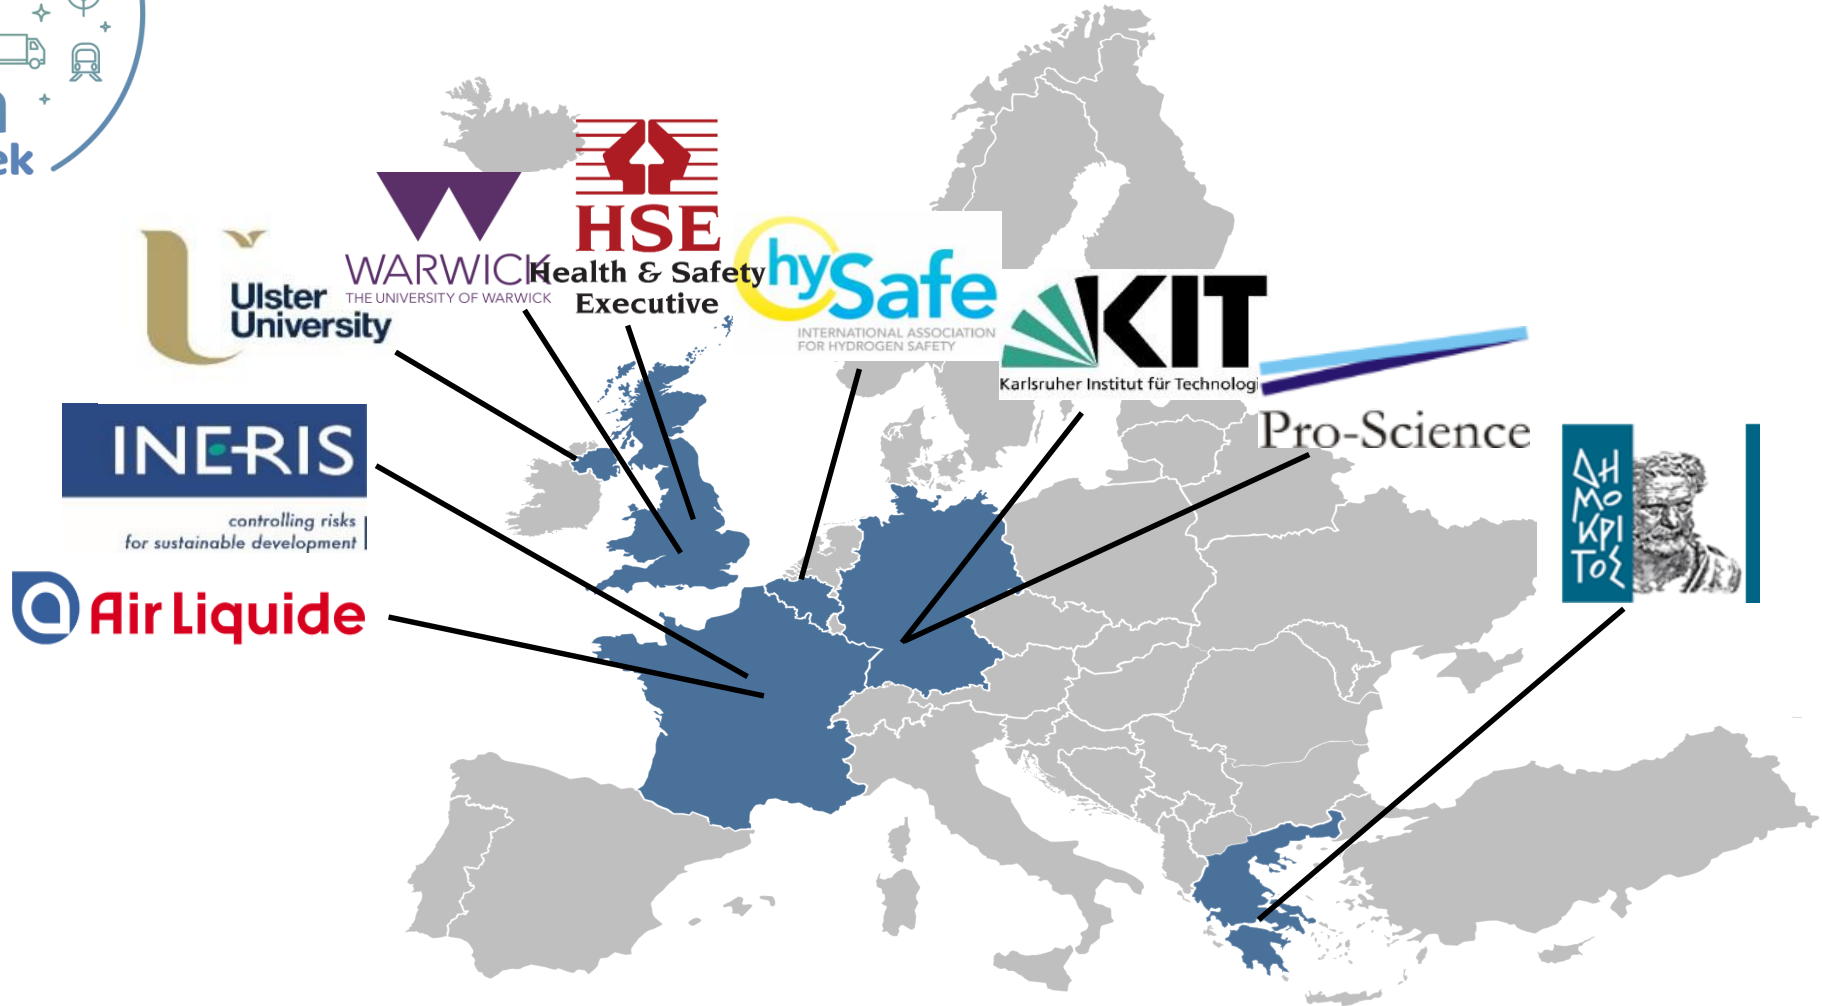 ek
WARWICK
THE UNIVERSITY OF WARWICK
HSE
Health & Safety
Executive
hySafe
INTERNATIONAL ASSOCIATION
FOR HYDROGEN SAFETY
Ulster
University
KIT
Karlsruher Institut für Technologi
Pro-Science
INERIS
controlling risks
for sustainable development
Air Liquide
ΔΗ
ΜΟ
ΚΡΙ
ΤΟΣ